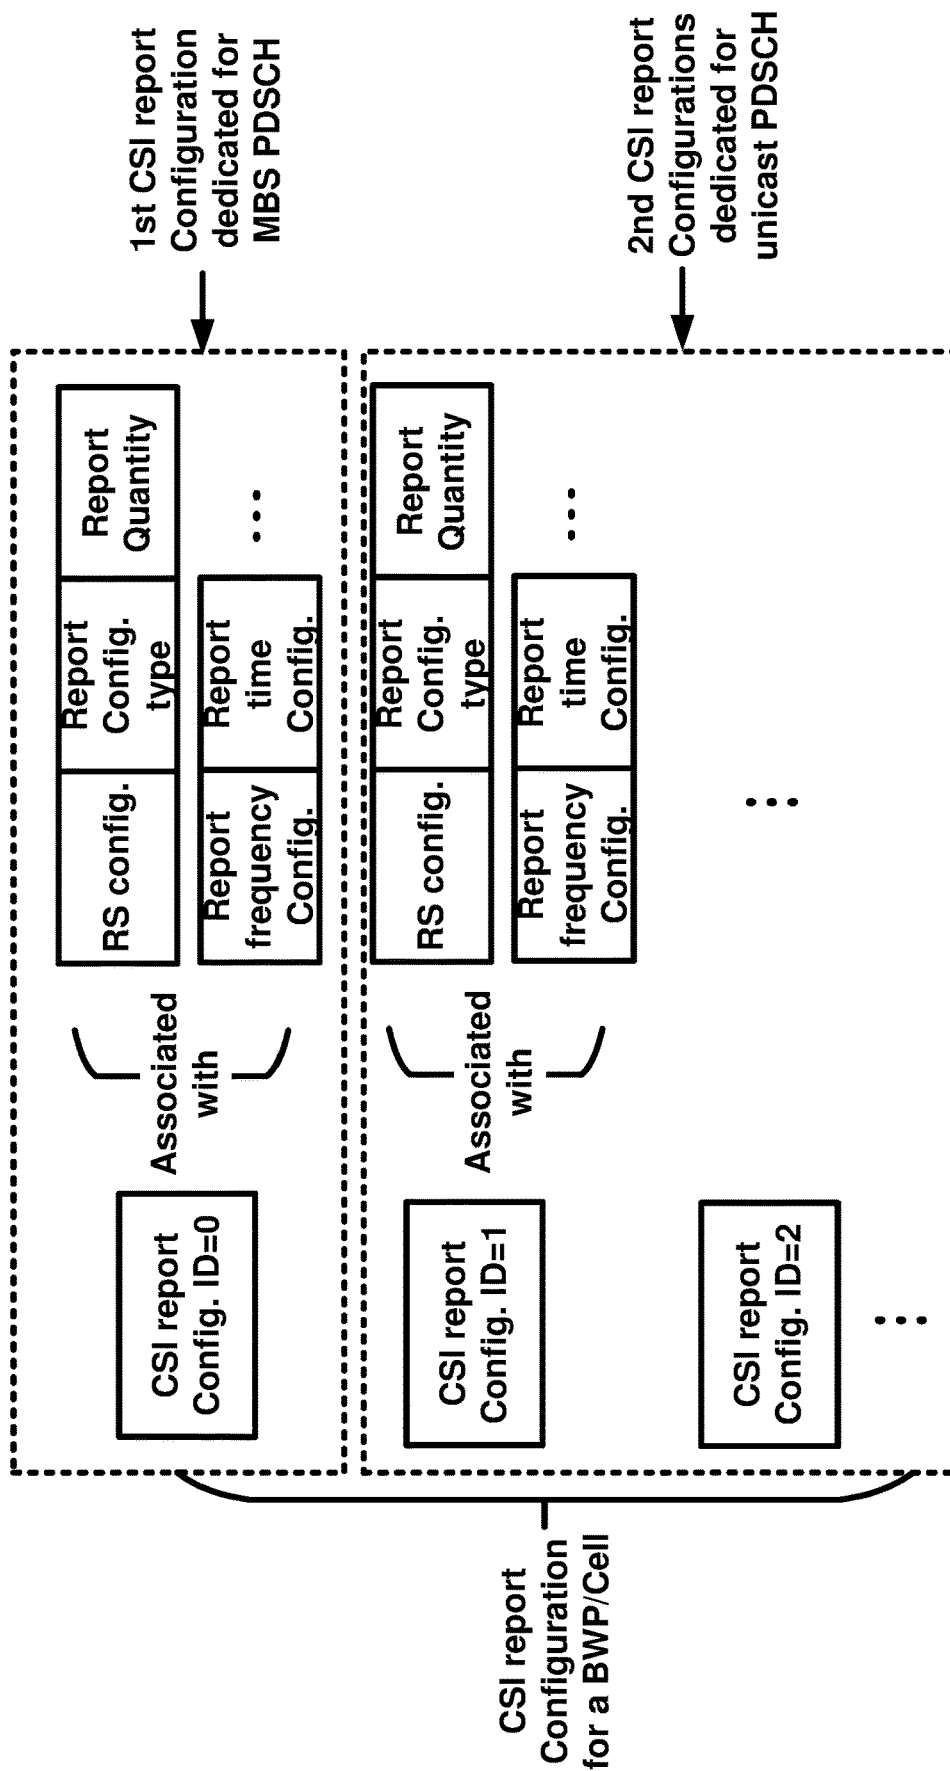 CSI report
Configuration
for a BWP/Cell
CSI report
Config. ID=0
Associated
with
RS config.
Report
Config.
type
Report
Quantity
Report
frequency
Config.
Report
time
Config.
...
1st CSI report
Configuration
dedicated for
MBS PDSCH
CSI report
Config. ID=1
Associated
with
RS config.
Report
Config.
type
Report
Quantity
Report
frequency
Config.
Report
time
Config.
...
CSI report
Config. ID=2
...
...
2nd CSI report
Configurations
dedicated for
unicast PDSCH